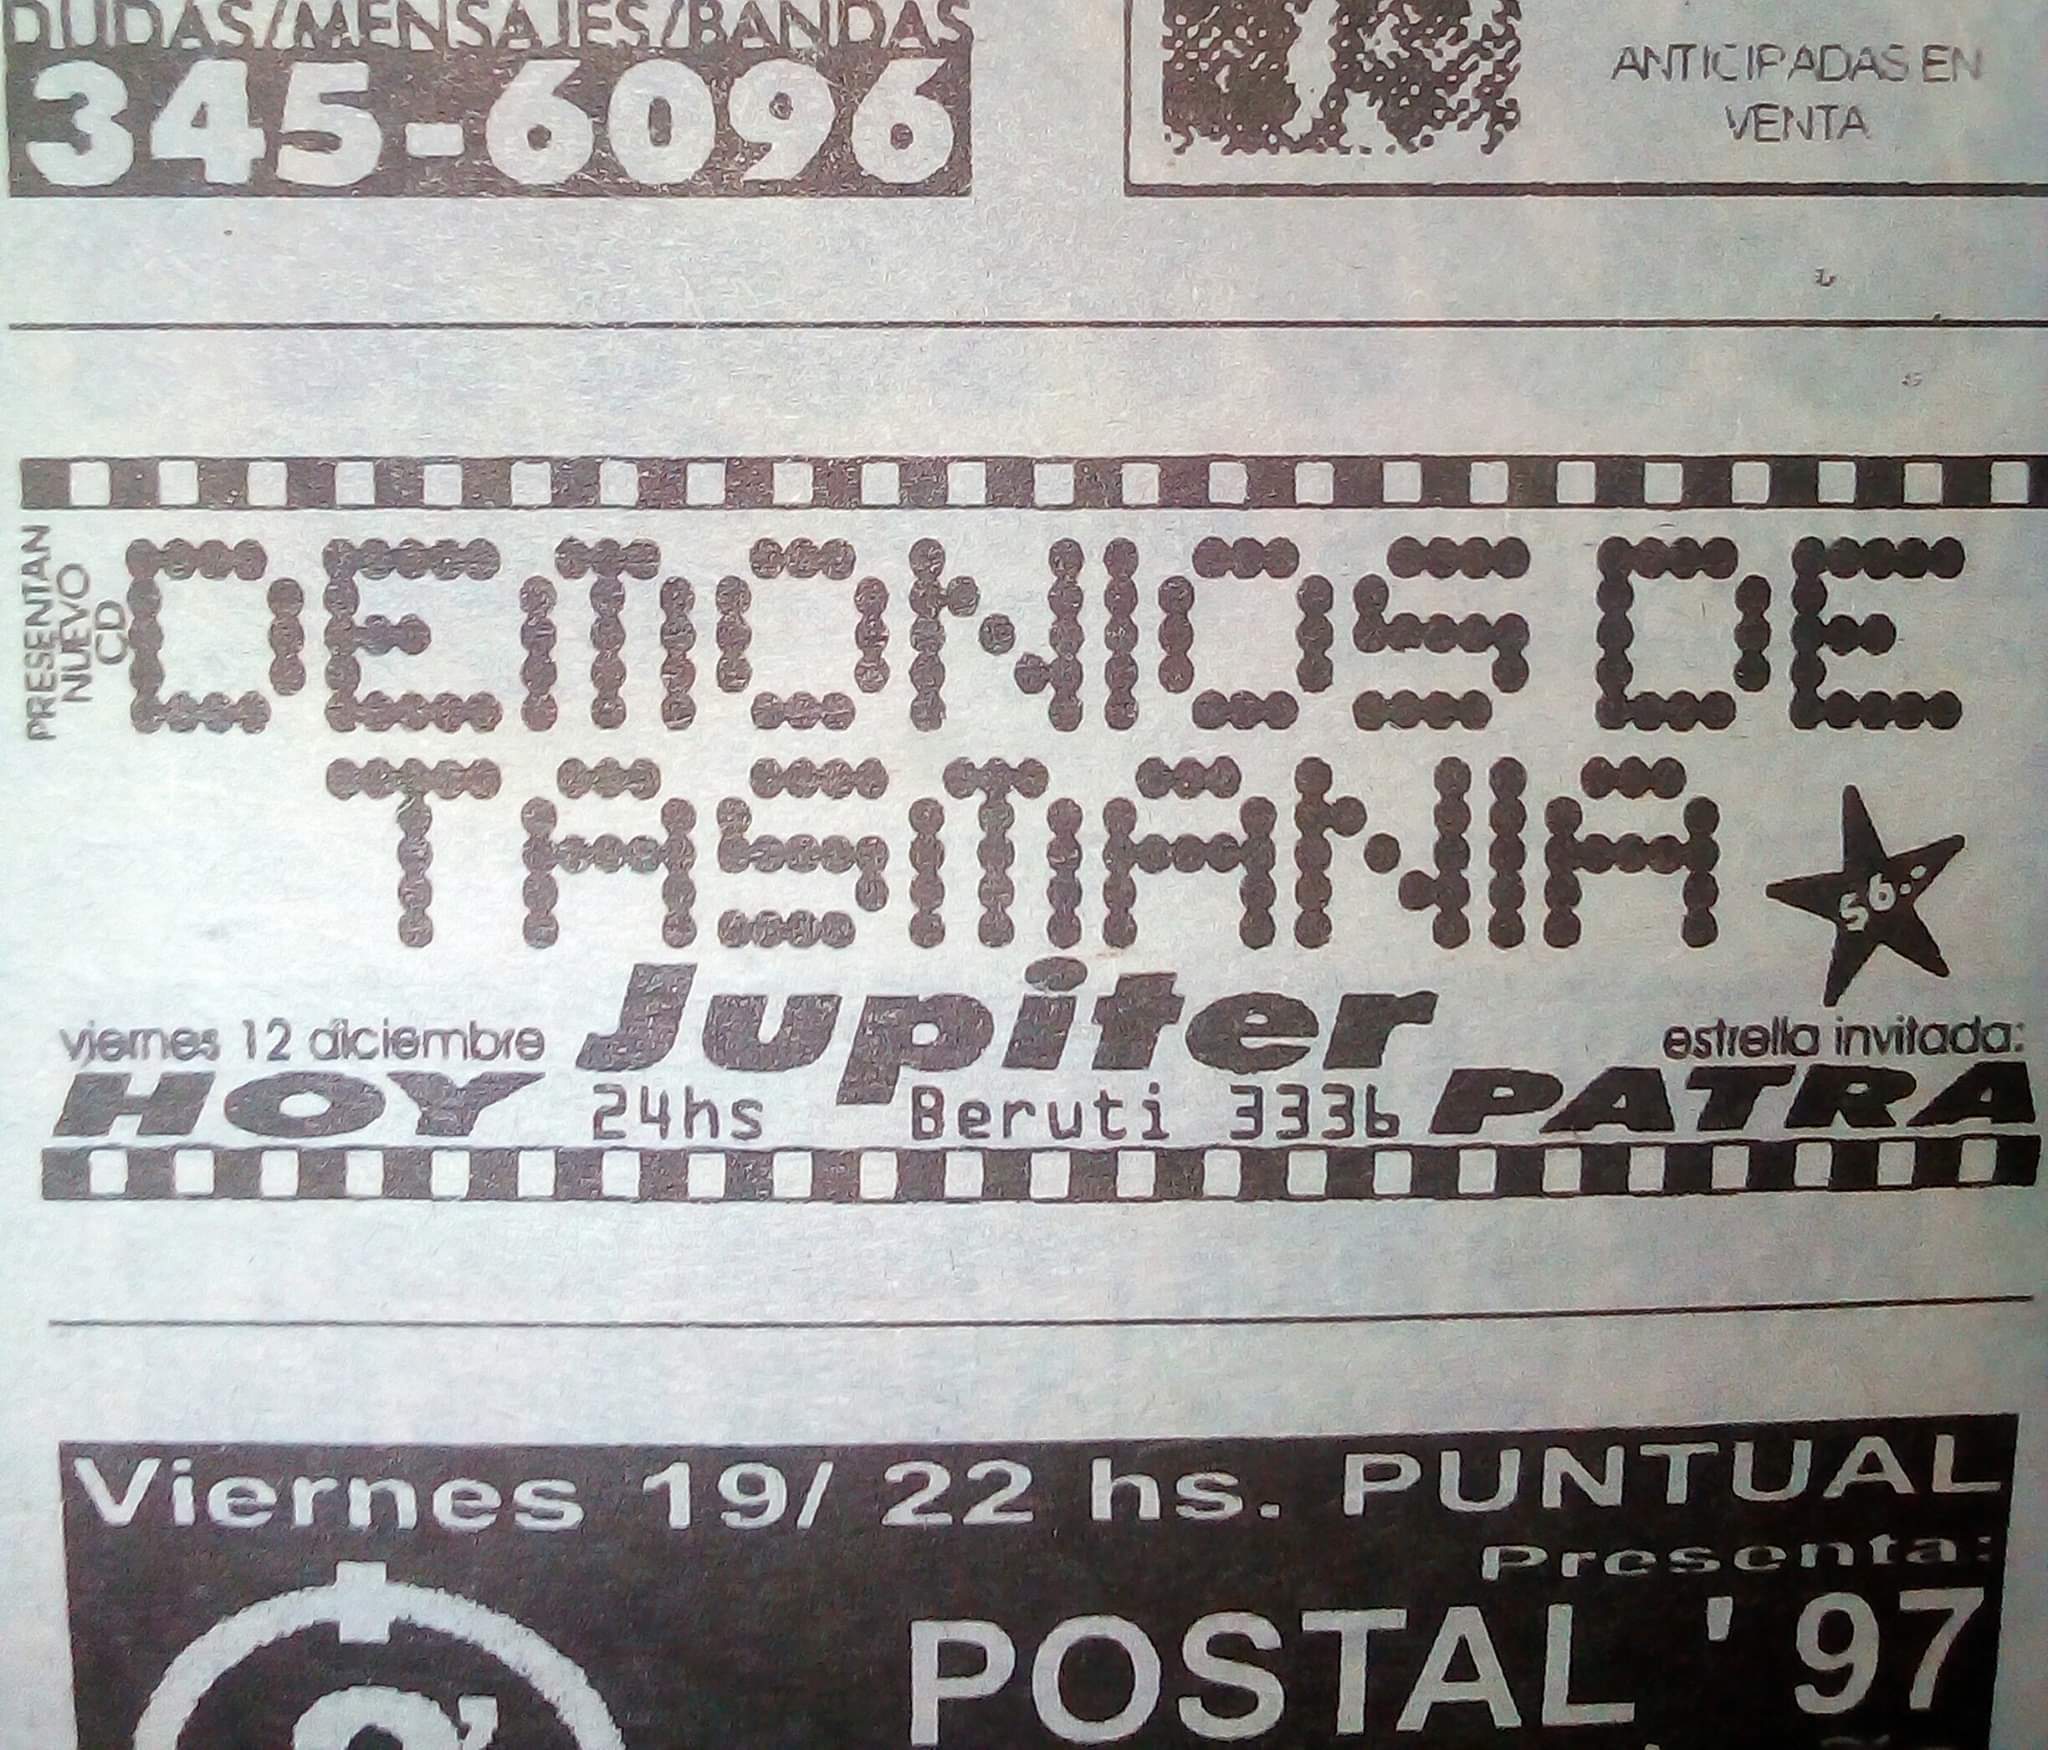 DUDAS/MENSAJES/BANDAS
345-6096
ANTICIPADAS EN
VENTA
PRESENTAN
NUEVO
CD
DEMONIOS DE
TASMANIA
$6.-
Jupiter
viernes 12 diciembre
HOY
24hs Beruti 3336
estrella invitada:
PATRA
Viernes 19/ 22 hs. PUNTUAL
Presenta:
POSTAL '97